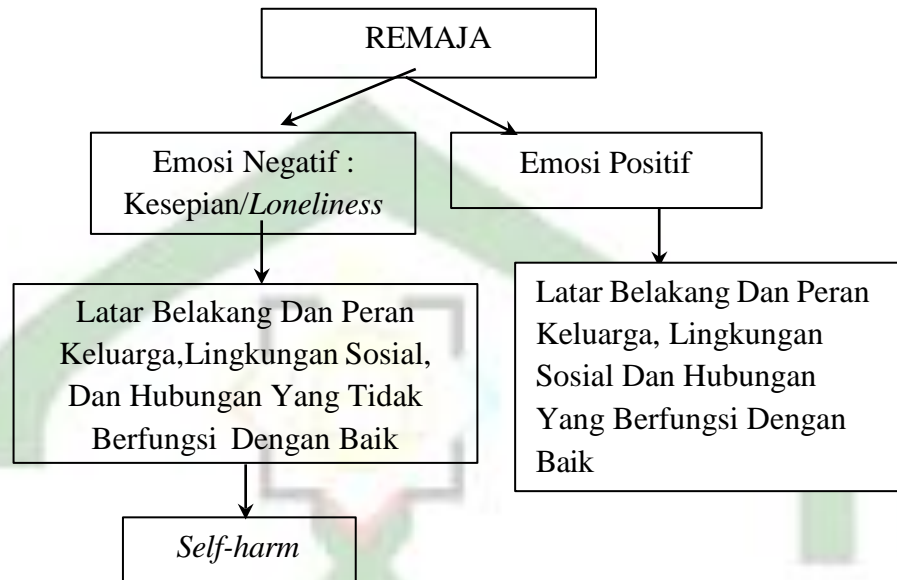 REMAJA
Emosi Negatif :
Kesepian/Loneliness
Emosi Positif
Latar Belakang Dan Peran
Keluarga,Lingkungan Sosial,
Dan Hubungan Yang Tidak
Berfungsi Dengan Baik
Latar Belakang Dan Peran
Keluarga, Lingkungan
Sosial Dan Hubungan
Yang Berfungsi Dengan
Baik
Self-harm